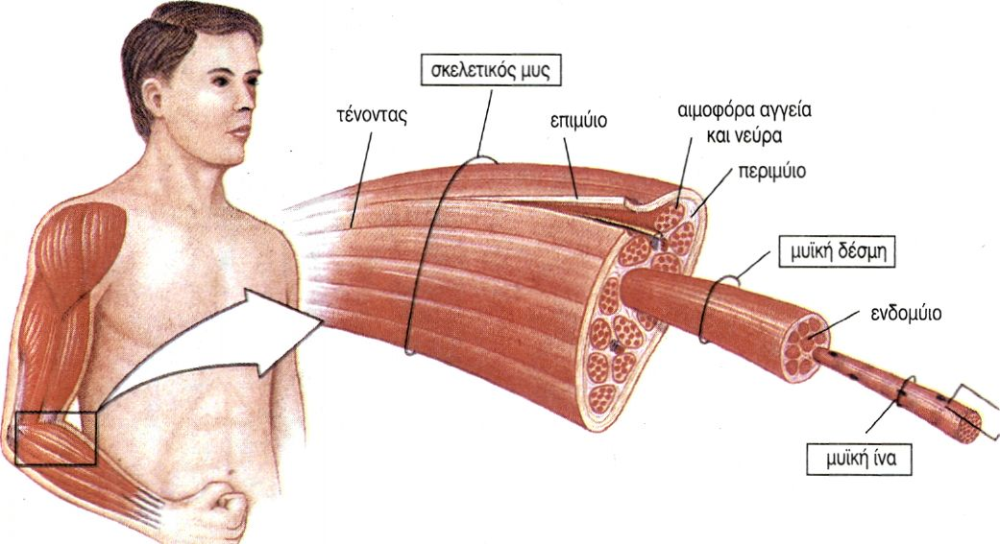 σκελετικός μυς
τένοντας
επιμύιο
αιμοφόρα αγγεία
και νεύρα
περιμύιο
μυϊκή δέσμη
ενδομύιο
μυϊκή ίνα